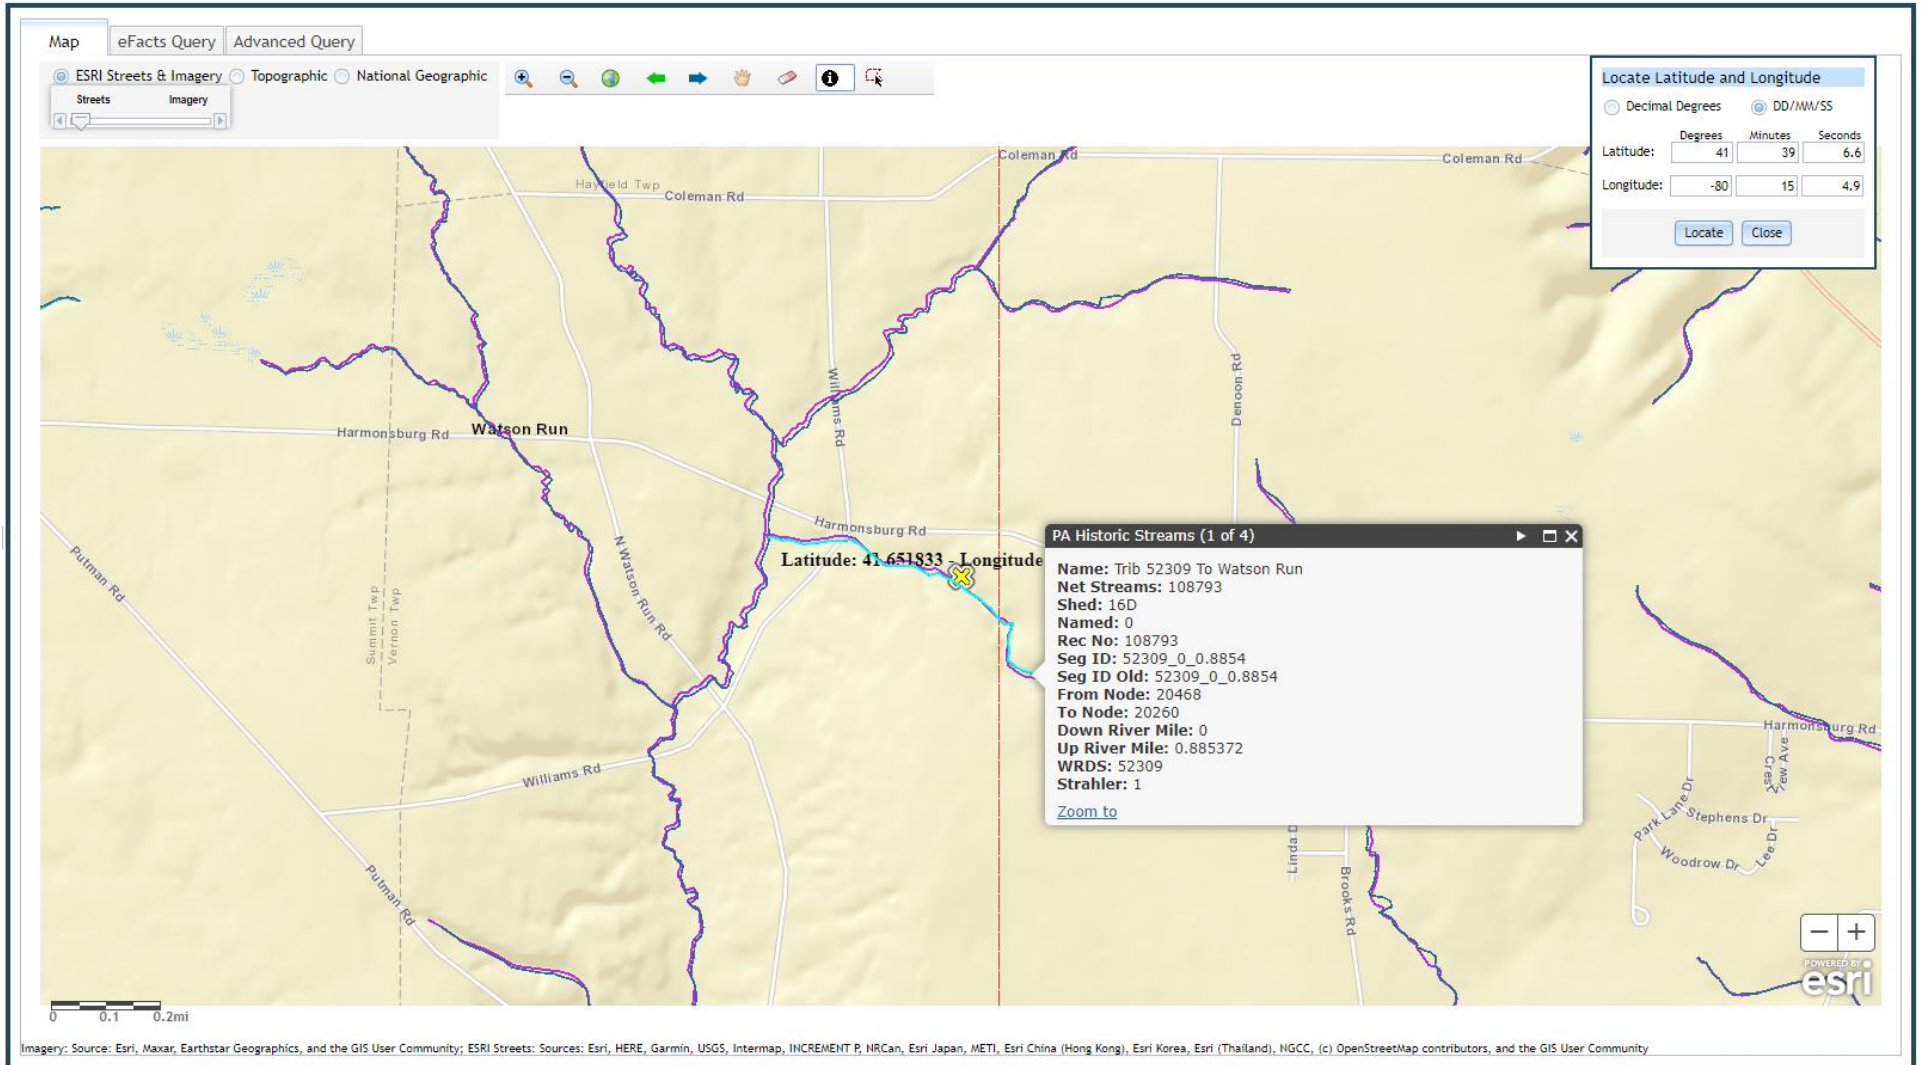 Map eFacts Query Advanced Query
ESRI Streets & Imagery Topographic National Geographic
Streets Imagery
Locate Latitude and Longitude
Decimal Degrees DD/MM/SS
Degrees Minutes Seconds
Latitude: 41 39 6.6
Longitude: -80 15 4.9
Locate Close
Coleman Rd
Coleman Rd
Hayfield Twp
Coleman Rd
Williams Rd
Denoon Rd
Harmonsburg Rd
Watson Run
Harmonsburg Rd
N Watson Run Rd
Putman Rd
Summit Twp
Vernon Twp
Latitude: 41.651833 - Longitude
PA Historic Streams (1 of 4)
Name: Trib 52309 To Watson Run
Net Streams: 108793
Shed: 16D
Named: 0
Rec No: 108793
Seg ID: 52309_0_0.8854
Seg ID Old: 52309_0_0.8854
From Node: 20468
To Node: 20260
Down River Mile: 0
Up River Mile: 0.885372
WRDS: 52309
Strahler: 1
Zoom to
Harmonsburg Rd
Williams Rd
Park Lane Dr
Stephens Dr
Woodrow Dr
Lee Dr
Linda D
Brooks Rd
Putman Rd
POWERED BY
esri
0 0.1 0.2mi
Imagery: Source: Esri, Maxar, Earthstar Geographics, and the GIS User Community; ESRI Streets: Sources: Esri, HERE, Garmin, USGS, Intermap, INCREMENT P, NRCan, Esri Japan, METI, Esri China (Hong Kong), Esri Korea, Esri (Thailand), NGCC, (c) OpenStreetMap contributors, and the GIS User Community